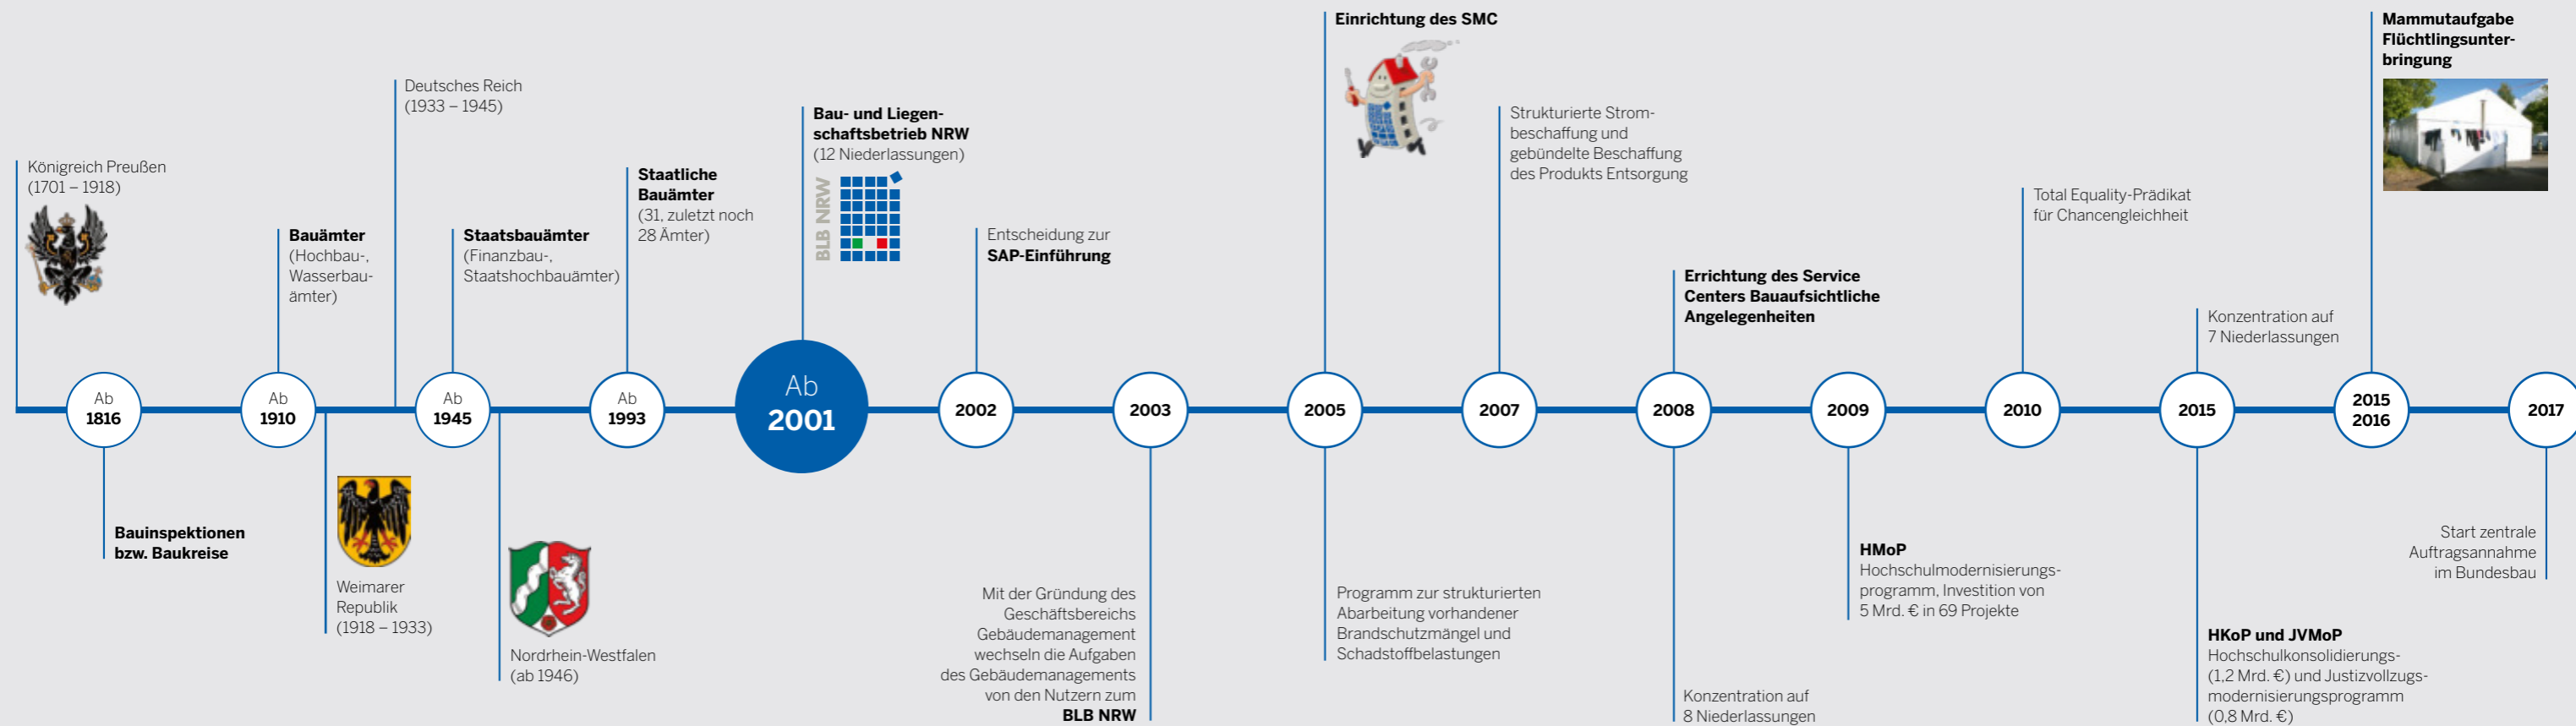 Königreich Preußen
(1701 – 1918)
Ab
1816
Bauinspektionen
bzw. Baukreise
Bauämter
(Hochbau-,
Wasserbau-
ämter)
Ab
1910
Weimarer
Republik
(1918 – 1933)
Deutsches Reich
(1933 – 1945)
Staatsbauämter
(Finanzbau-,
Staatshochbauämter)
Ab
1945
Nordrhein-Westfalen
(ab 1946)
Staatliche
Bauämter
(31, zuletzt noch
28 Ämter)
Ab
1993
Bau- und Liegen-
schaftsbetrieb NRW
(12 Niederlassungen)
BLB NRW
Ab
2001
Entscheidung zur
SAP-Einführung
2002
2003
Mit der Gründung des
Geschäftsbereichs
Gebäudemanagement
wechseln die Aufgaben
des Gebäudemanagements
von den Nutzern zum
BLB NRW
Einrichtung des SMC
2005
Programm zur strukturierten
Abarbeitung vorhandener
Brandschutzmängel und
Schadstoffbelastungen
Strukturierte Strom-
beschaffung und
gebündelte Beschaffung
des Produkts Entsorgung
2007
Errichtung des Service
Centers Bauaufsichtliche
Angelegenheiten
2008
Konzentration auf
8 Niederlassungen
2009
HMoP
Hochschulmodernisierungs-
programm, Investition von
5 Mrd. € in 69 Projekte
Total Equality-Prädikat
für Chancengleichheit
2010
Konzentration auf
7 Niederlassungen
2015
HKoP und JVMoP
Hochschulkonsolidierungs-
(1,2 Mrd. €) und Justizvollzugs-
modernisierungsprogramm
(0,8 Mrd. €)
Mammutaufgabe
Flüchtlingsunter-
bringung
2015
2016
2017
Start zentrale
Auftragsannahme
im Bundesbau